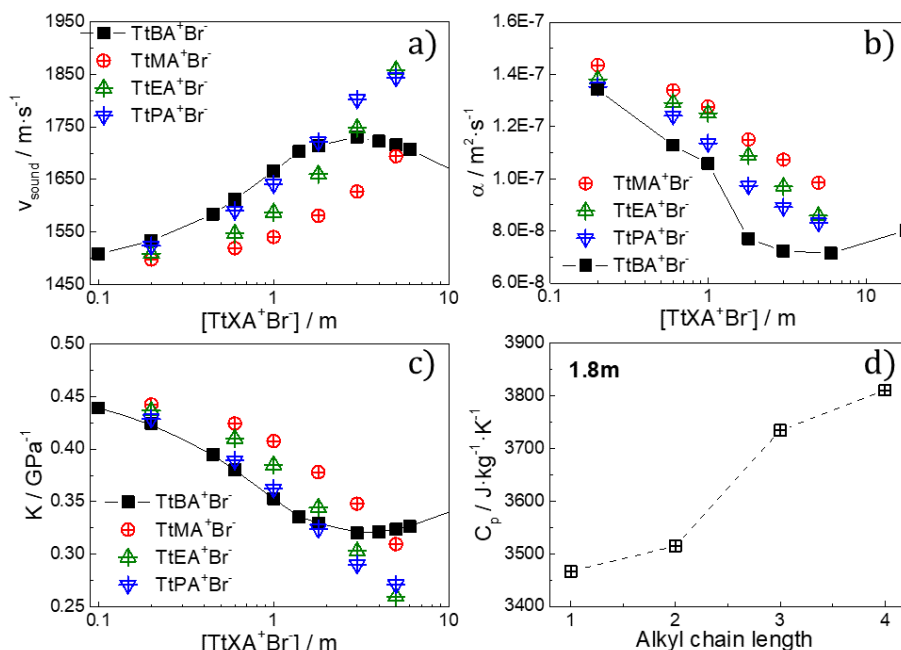 a)
1950
1850
1750
1650
1550
1450
0.1
1
10
v_sound / m·s⁻¹
[TtXA⁺Br⁻] / m
TtBA⁺Br⁻
TtMA⁺Br⁻
TtEA⁺Br⁻
TtPA⁺Br⁻
b)
1.6E-7
1.4E-7
1.2E-7
1.0E-7
8.0E-8
6.0E-8
0.1
1
10
α / m²·s⁻¹
[TtXA⁺Br⁻] / m
TtMA⁺Br⁻
TtEA⁺Br⁻
TtPA⁺Br⁻
TtBA⁺Br⁻
c)
0.50
0.45
0.40
0.35
0.30
0.25
0.1
1
10
K / GPa⁻¹
[TtXA⁺Br⁻] / m
TtBA⁺Br⁻
TtMA⁺Br⁻
TtEA⁺Br⁻
TtPA⁺Br⁻
d)
1.8m
3900
3800
3700
3600
3500
3400
1
2
3
4
C_p / J·kg⁻¹·K⁻¹
Alkyl chain length